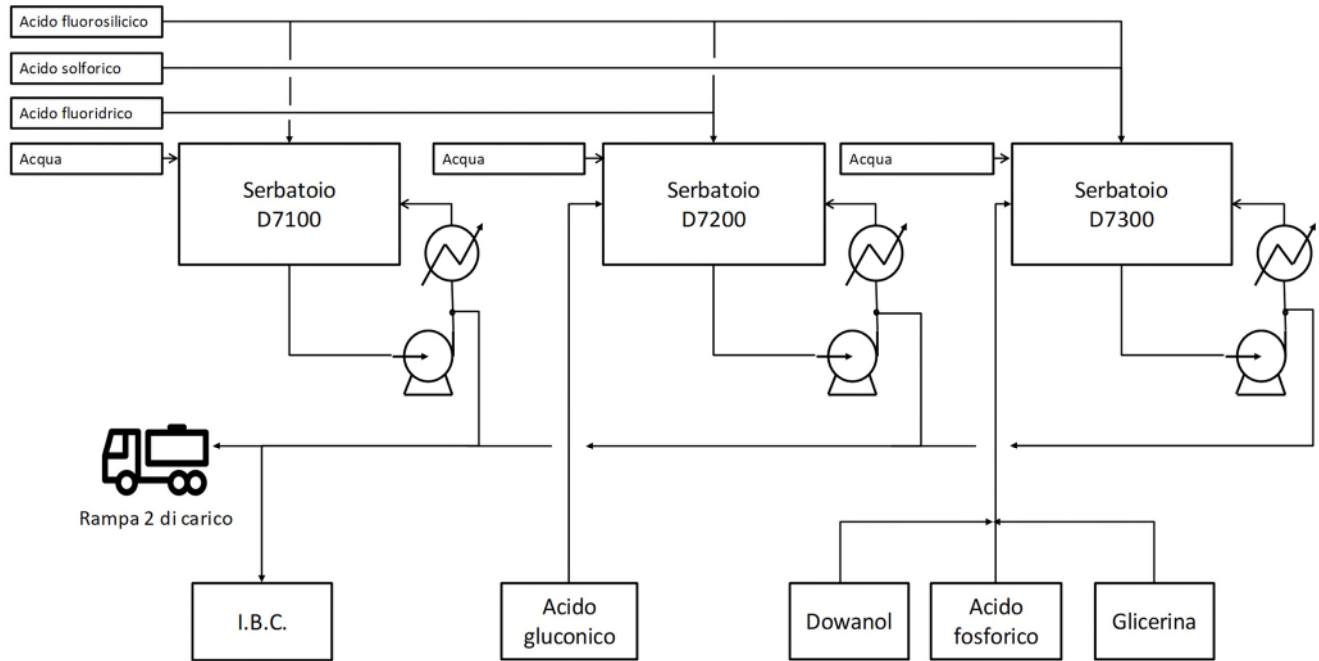 Acido fluorosilicico
Acido solforico
Acido fluoridrico
Acqua
Acqua
Acqua
Serbatoio
D7100
Serbatoio
D7200
Serbatoio
D7300
Rampa 2 di carico
I.B.C.
Acido
gluconico
Dowanol
Acido
fosforico
Glicerina